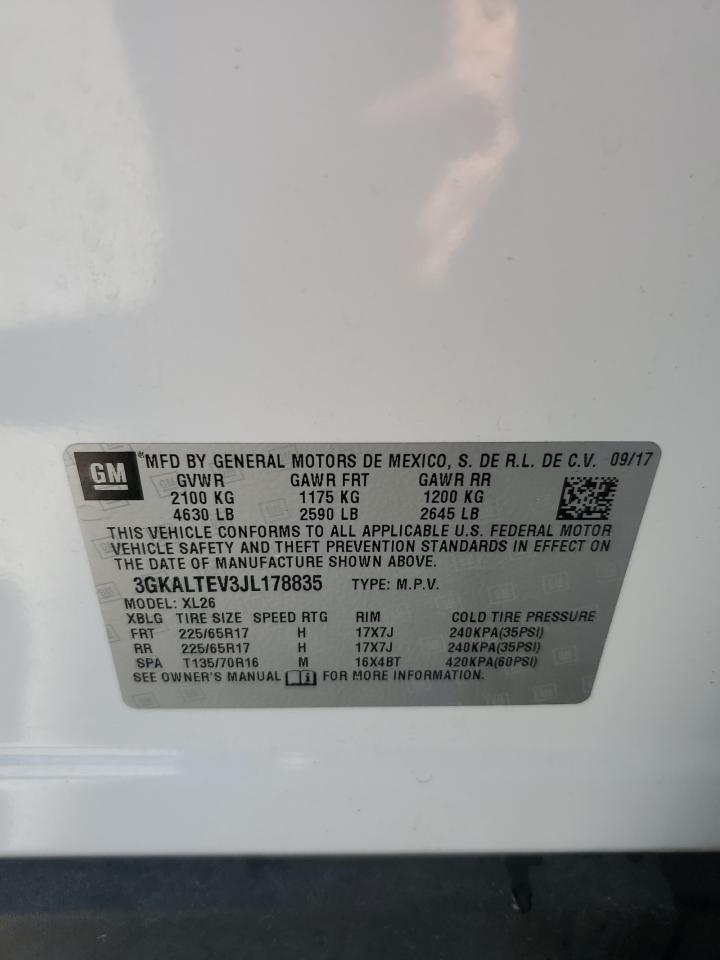 GM ® MFD BY GENERAL MOTORS DE MEXICO, S. DE R.L. DE C.V. 09/17
GVWR GAWR FRT GAWR RR
2100 KG 1175 KG 1200 KG
4630 LB 2590 LB 2645 LB
THIS VEHICLE CONFORMS TO ALL APPLICABLE U.S. FEDERAL MOTOR
VEHICLE SAFETY AND THEFT PREVENTION STANDARDS IN EFFECT ON
THE DATE OF MANUFACTURE SHOWN ABOVE.
3GKALTEV3JL178835 TYPE: M.P.V.
MODEL: XL26
XBLG TIRE SIZE SPEED RTG RIM COLD TIRE PRESSURE
FRT 225/65R17 H 17X7J 240KPA(35PSI)
RR 225/65R17 H 17X7J 240KPA(35PSI)
SPA T135/70R16 M 16X4BT 420KPA(60PSI)
SEE OWNER'S MANUAL FOR MORE INFORMATION.